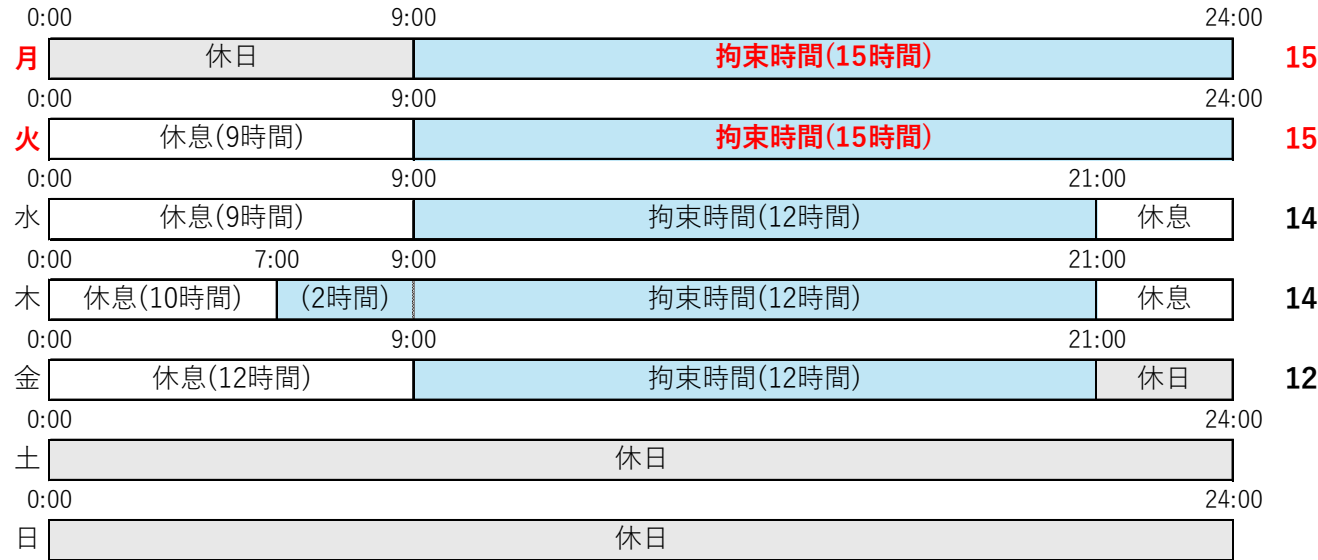 0:00 9:00 24:00
月 休日 拘束時間(15時間) 15
0:00 9:00 24:00
火 休息(9時間) 拘束時間(15時間) 15
0:00 9:00 21:00
水 休息(9時間) 拘束時間(12時間) 休息 14
0:00 7:00 9:00 21:00
木 休息(10時間) (2時間) 拘束時間(12時間) 休息 14
0:00 9:00 21:00
金 休息(12時間) 拘束時間(12時間) 休日 12
0:00 24:00
土 休日
0:00 24:00
日 休日